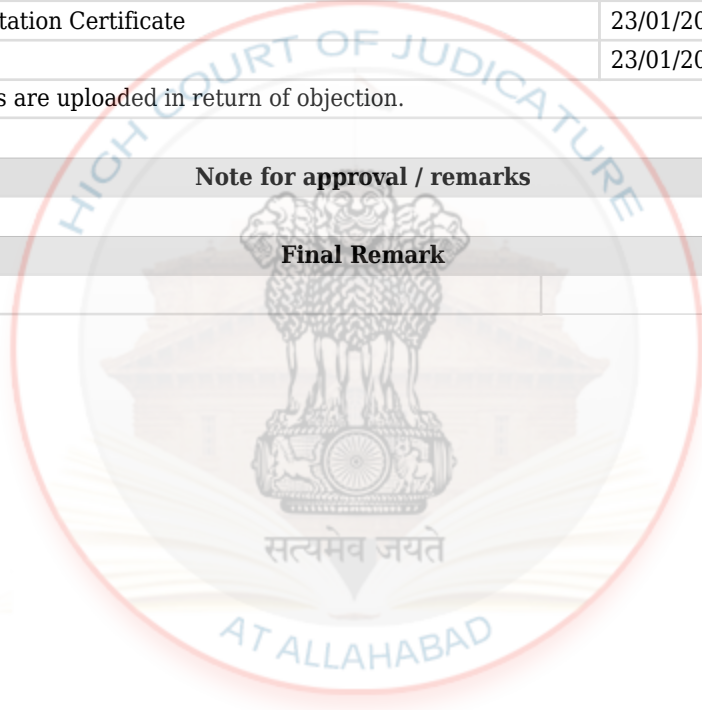 tation Certificate 23/01/20
23/01/20
s are uploaded in return of objection.
HIGH COURT OF JUDICATURE
Note for approval / remarks
Final Remark
सत्यमेव जयते
AT ALLAHABAD